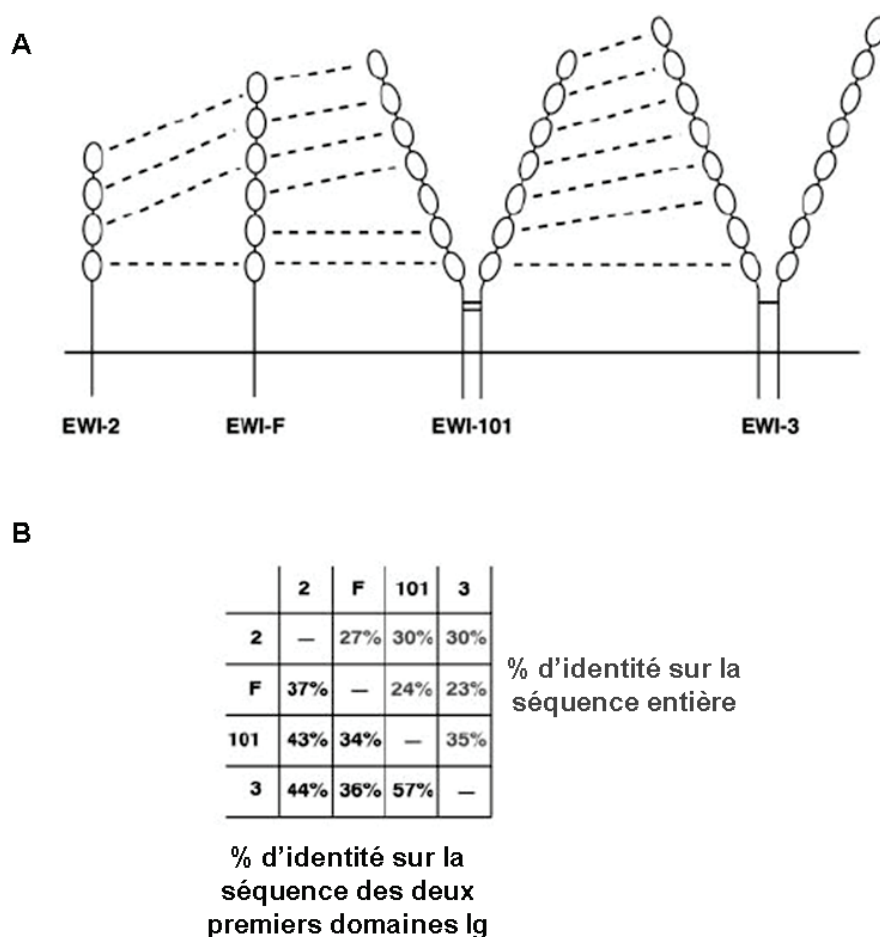 A
EWI-2 EWI-F EWI-101 EWI-3
B
2 F 101 3
2 — 27% 30% 30%
F 37% — 24% 23%
101 43% 34% — 35%
3 44% 36% 57% —
% d’identité sur la
séquence entière
% d’identité sur la
séquence des deux
premiers domaines Ig